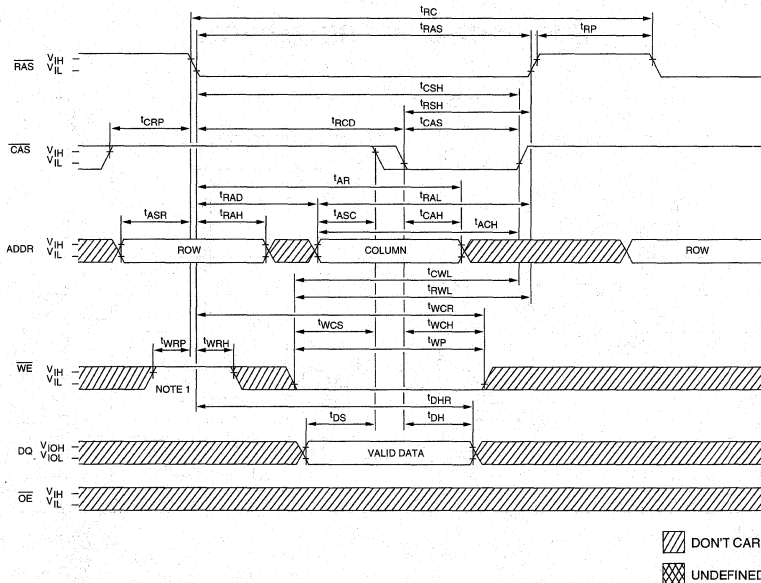 tRC
tRAS tRP
RAS VIH VIL
tCSH
tRSH
tCRP tRCD tCAS
CAS VIH VIL
tAR
tRAD tRAL
tASR tRAH tASC tCAH
tACH
ADDR VIH VIL ROW COLUMN ROW
tCWL
tRWL
tWCR
tWCS tWCH
tWRP tWRH tWP
WE VIH VIL
NOTE 1
tDHR
tDS tDH
DQ VIOH VIOL VALID DATA
OE VIH VIL
DON'T CAR
UNDEFINED